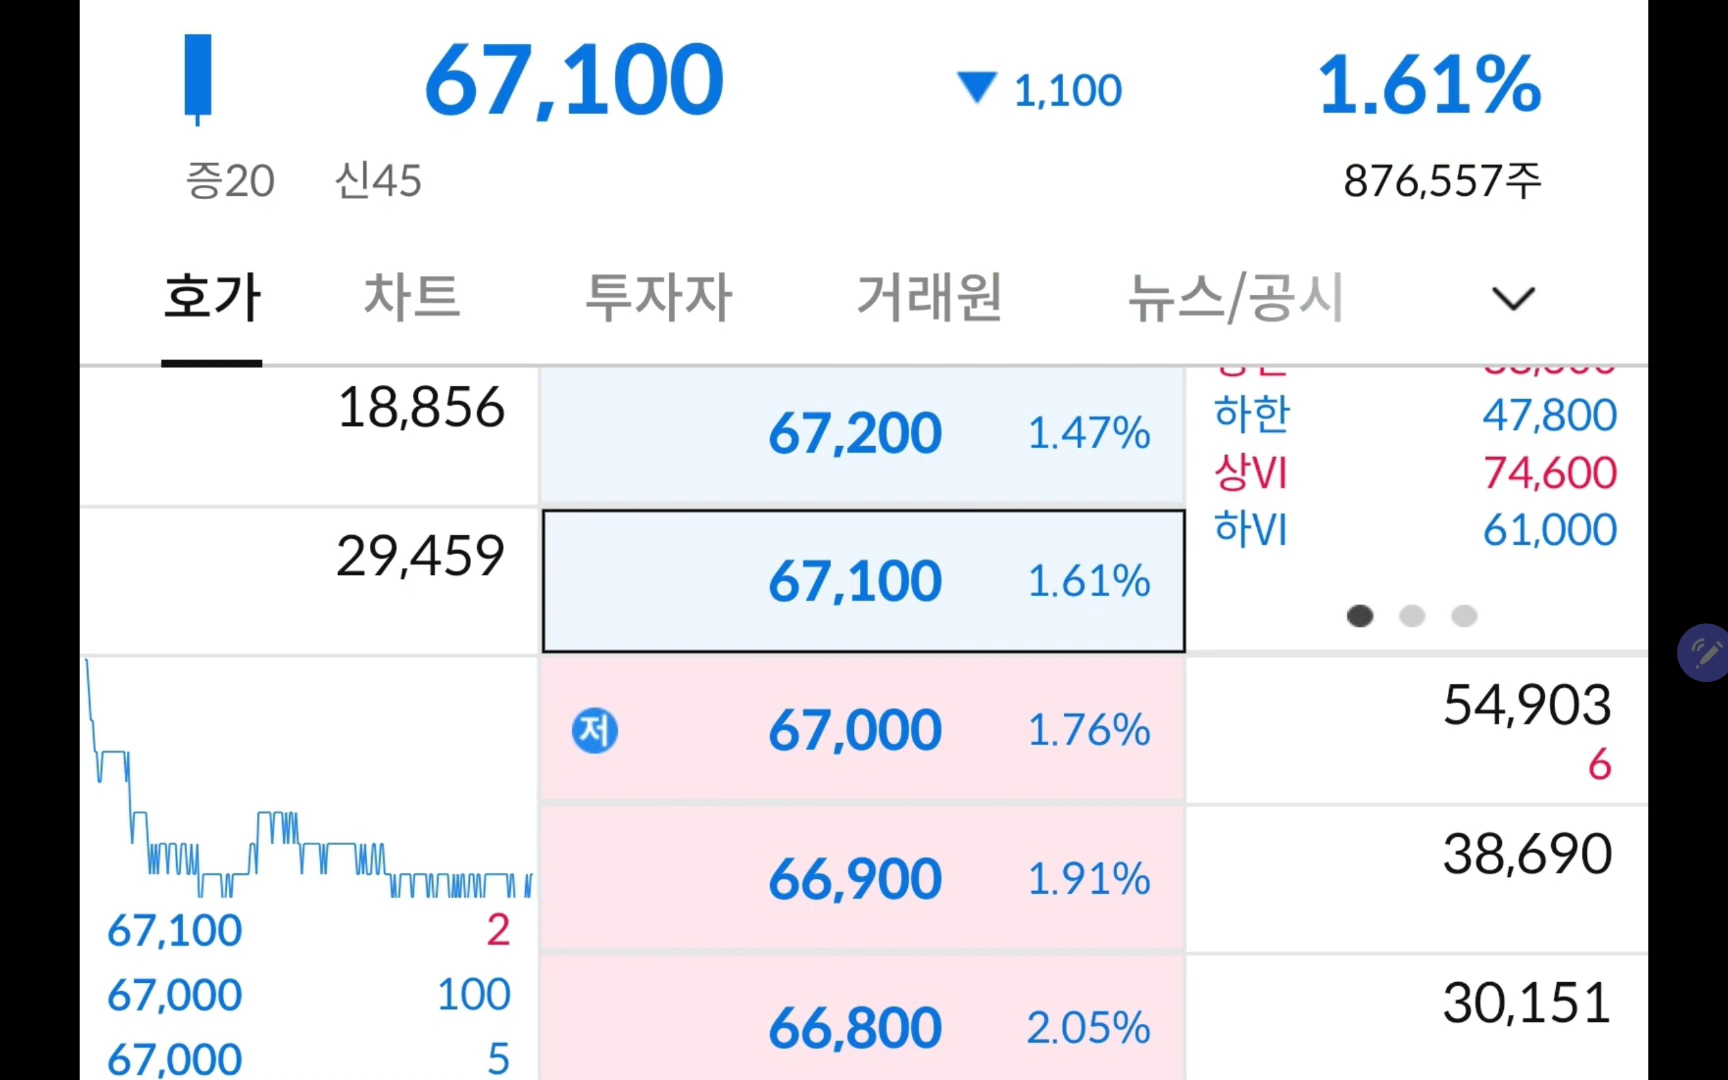 67,100 ▼ 1,100 1.61%
증20 신45 876,557주
호가 차트 투자자 거래원 뉴스/공시
18,856 67,200 1.47% 하한 47,800
상VI 74,600
29,459 67,100 1.61% 하VI 61,000
저 67,000 1.76% 54,903
6
66,900 1.91% 38,690
67,100 2
67,000 100 66,800 2.05% 30,151
67,000 5